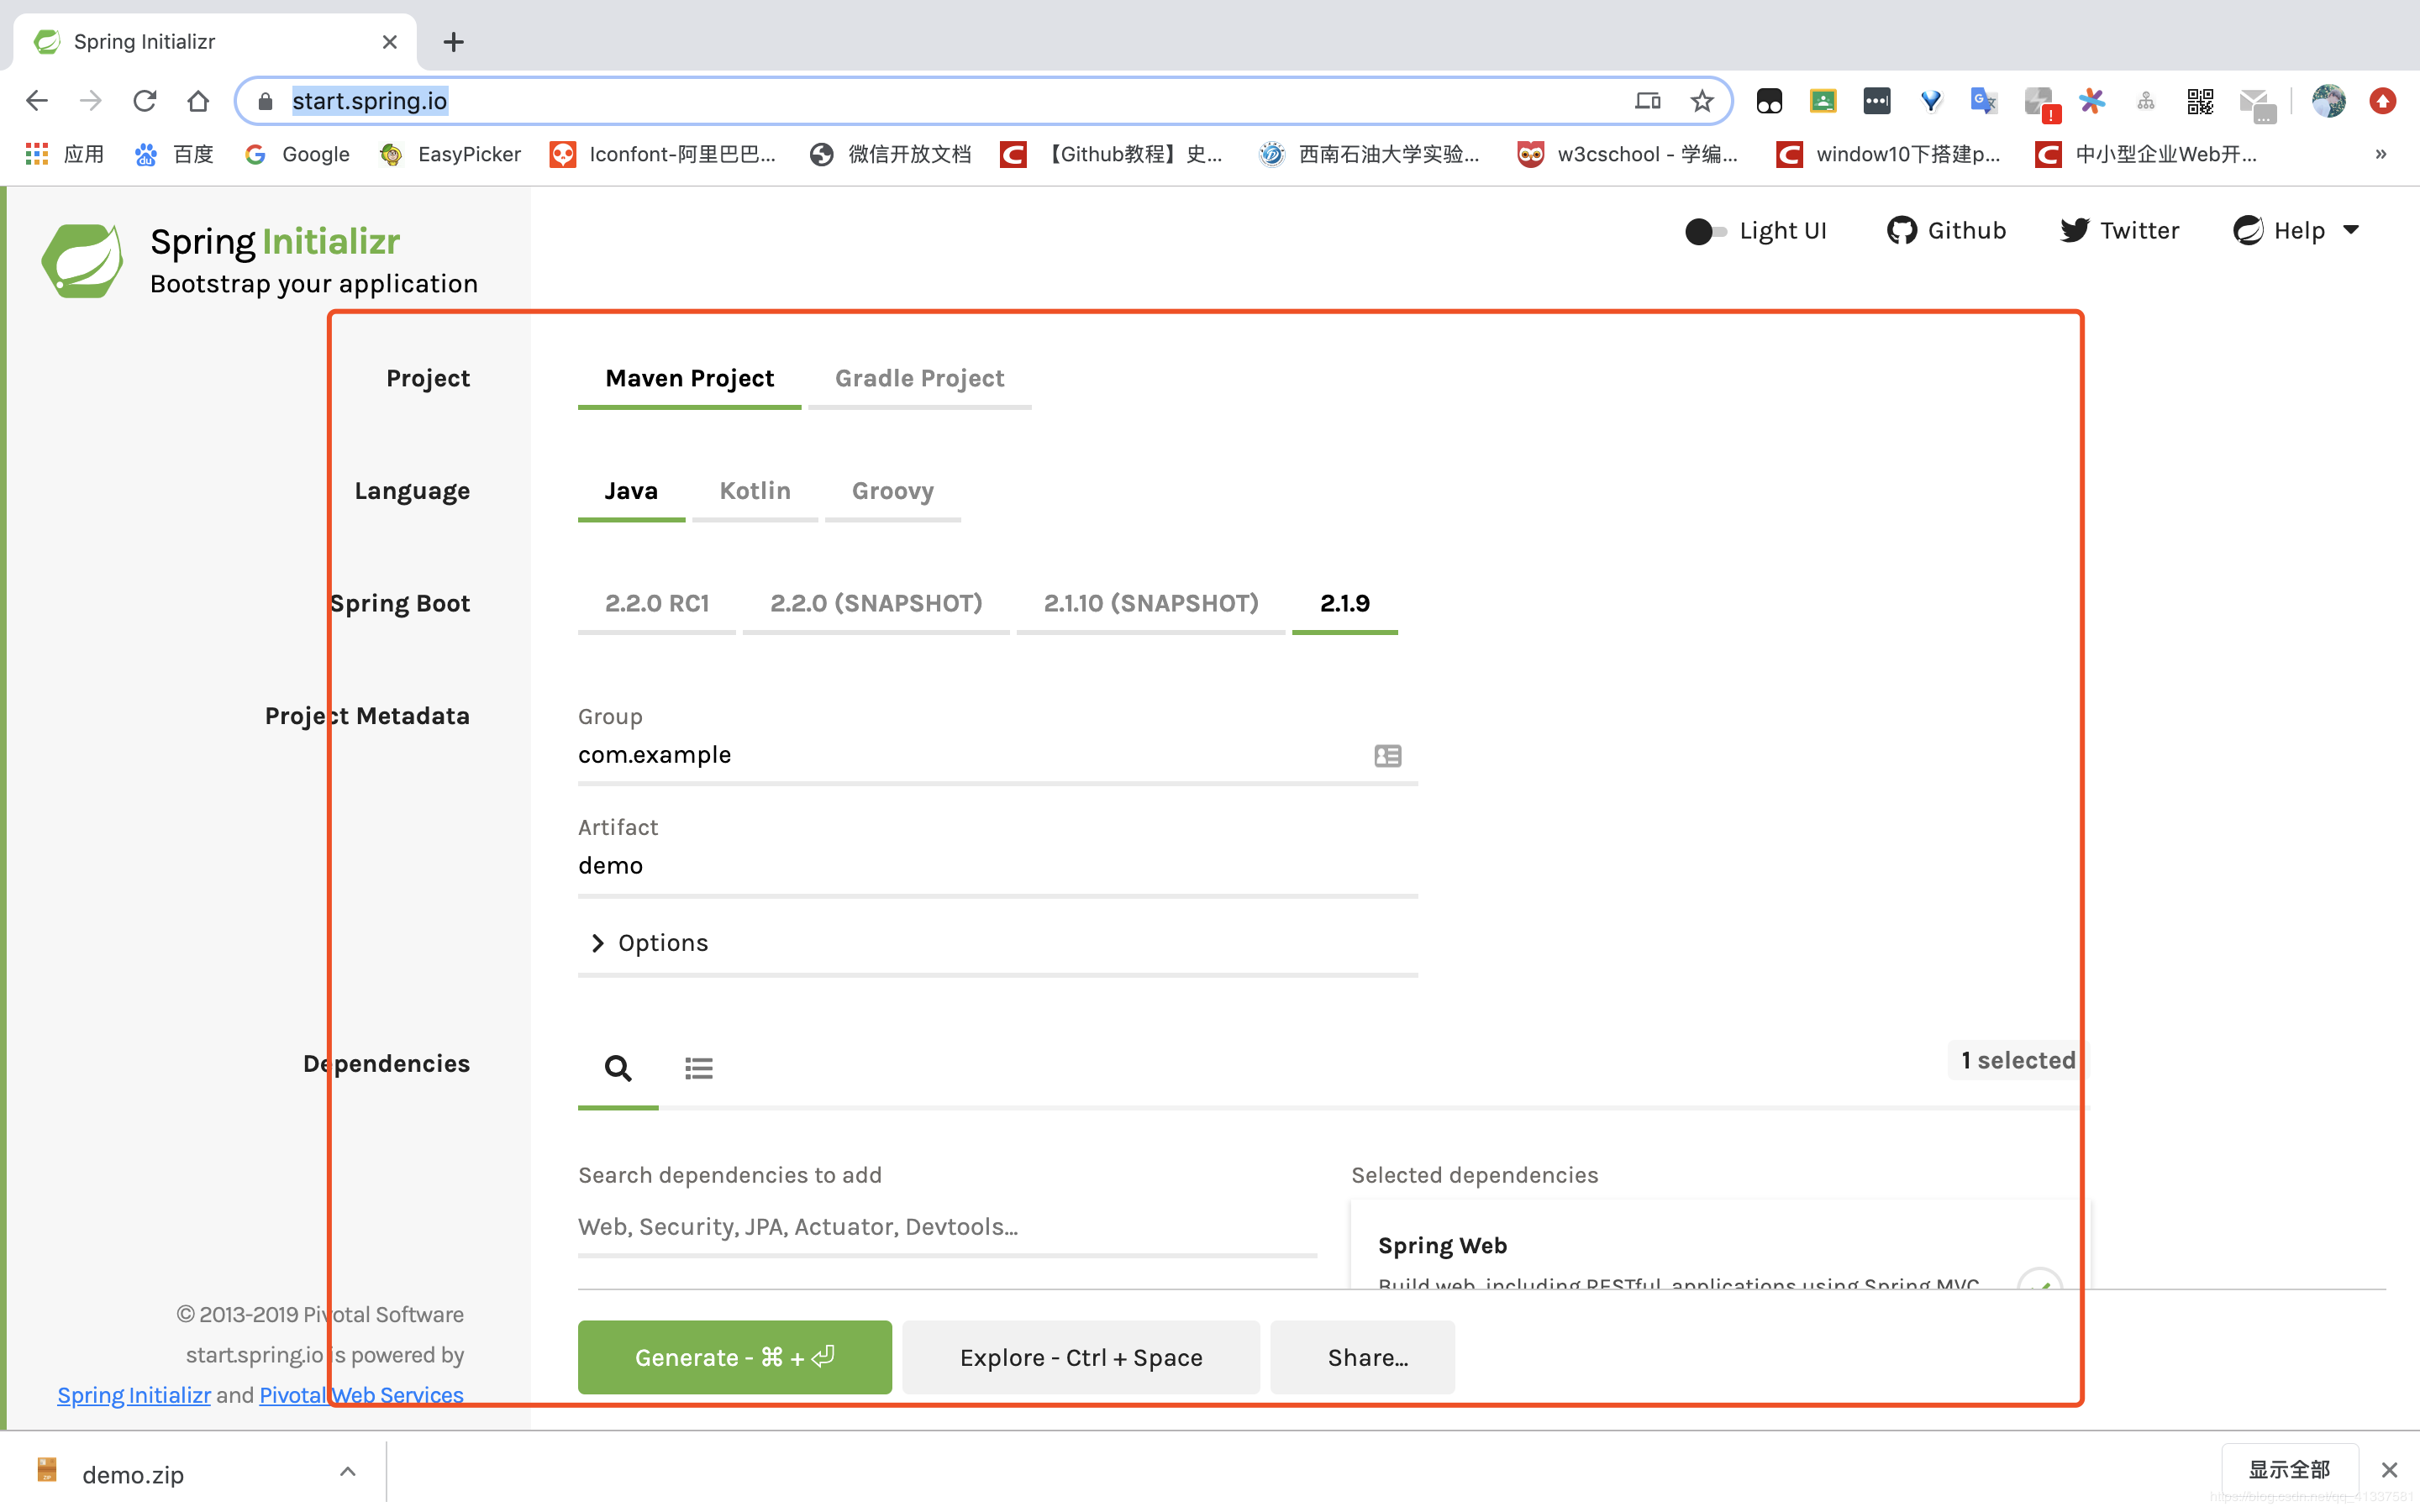 Spring Initializr
start.spring.io
应用 百度 Google EasyPicker Iconfont-阿里巴巴... 微信开放文档 【Github教程】史... 西南石油大学实验... w3cschool - 学编... window10下搭建p... 中小型企业Web开... »
Spring Initializr
Bootstrap your application
Light UI Github Twitter Help
Project Maven Project Gradle Project
Language Java Kotlin Groovy
Spring Boot 2.2.0 RC1 2.2.0 (SNAPSHOT) 2.1.10 (SNAPSHOT) 2.1.9
Project Metadata Group
com.example
Artifact
demo
Options
Dependencies 1 selected
Search dependencies to add Selected dependencies
Web, Security, JPA, Actuator, Devtools...
Spring Web
Build web, including RESTful, applications using Spring MVC
© 2013-2019 Pivotal Software
start.spring.io is powered by
Spring Initializr and Pivotal Web Services
Generate - ⌘ + ⏎ Explore - Ctrl + Space Share...
demo.zip 显示全部
https://blog.csdn.net/qq_41337581